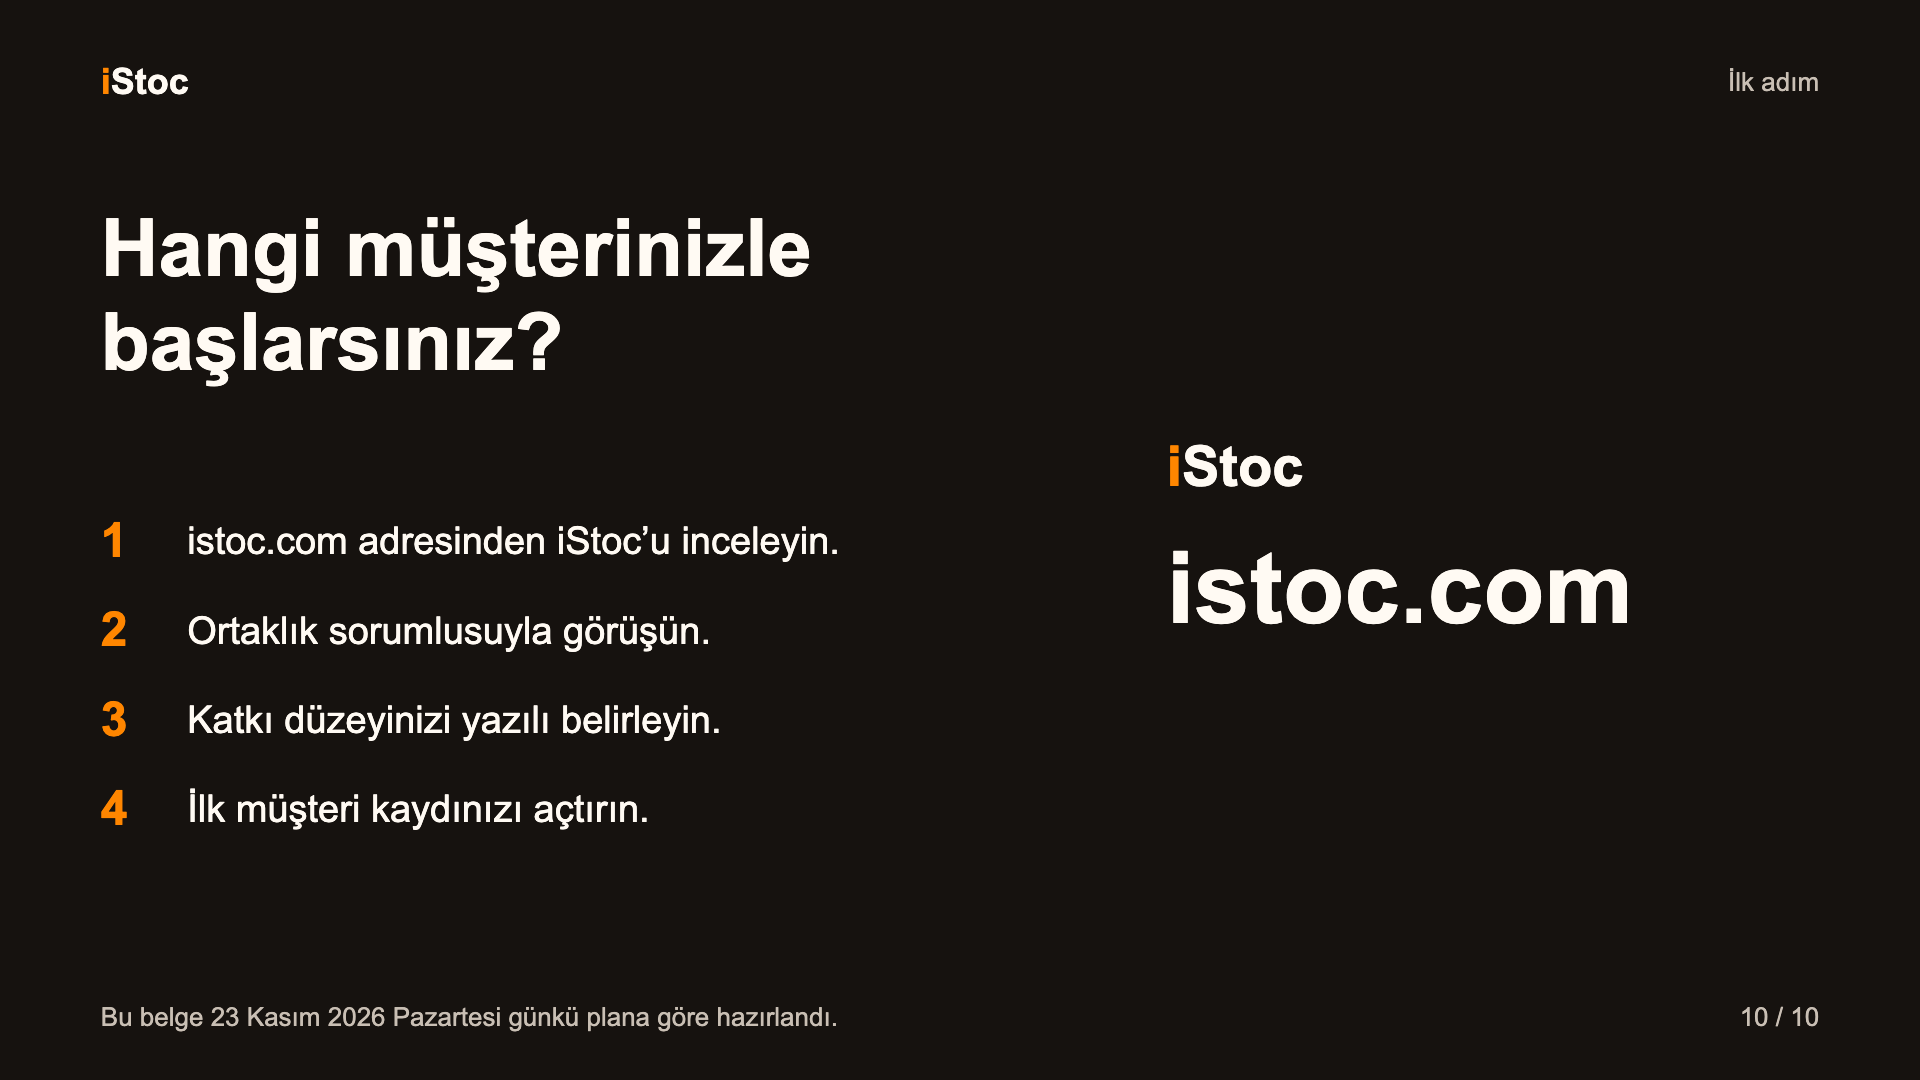 iStoc
İlk adım
Hangi müşterinizle
başlarsınız?
1 istoc.com adresinden iStoc’u inceleyin.
2 Ortaklık sorumlusuyla görüşün.
3 Katkı düzeyinizi yazılı belirleyin.
4 İlk müşteri kaydınızı açtırın.
iStoc
istoc.com
Bu belge 23 Kasım 2026 Pazartesi günkü plana göre hazırlandı.
10 / 10